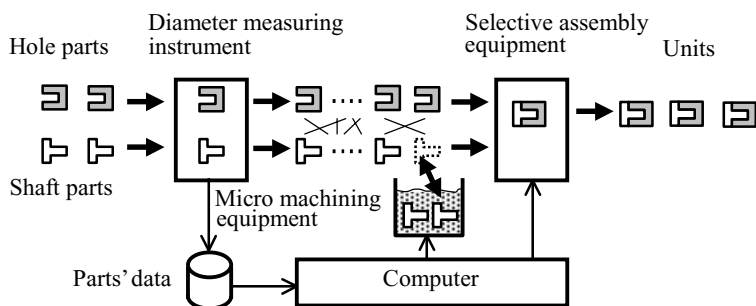 Hole parts
Diameter measuring
instrument
Selective assembly
equipment
Units
Shaft parts
Micro machining
equipment
Parts' data
Computer